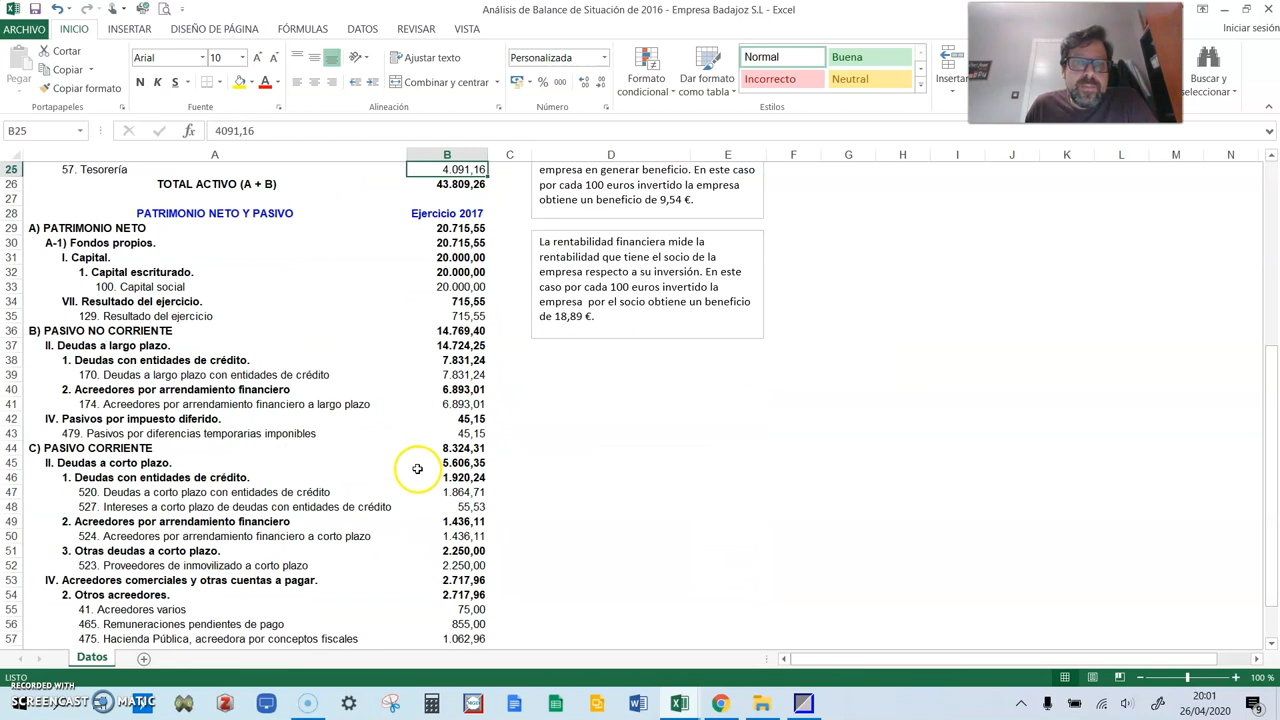 Análisis de Balance de Situación de 2016 - Empresa Badajoz S.L - Excel
ARCHIVO INICIO INSERTAR DISEÑO DE PÁGINA FÓRMULAS DATOS REVISAR VISTA Iniciar sesión
Pegar
Cortar
Copiar
Copiar formato
Portapapeles
Arial 10
N K S
Fuente
Ajustar texto
Combinar y centrar
Alineación
Personalizada
% 000
Número
Formato condicional
Dar formato como tabla
Normal Buena
Incorrecto Neutral
Estilos
Insertar
Buscar y seleccionar
B25 fx 4091,16
A B C D E F G H I J K L M N
25 57. Tesorería 4.091,16
26 TOTAL ACTIVO (A + B) 43.809,26
27
28 PATRIMONIO NETO Y PASIVO Ejercicio 2017
29 A) PATRIMONIO NETO 20.715,55
30 A-1) Fondos propios. 20.715,55
31 I. Capital. 20.000,00
32 1. Capital escriturado. 20.000,00
33 100. Capital social 20.000,00
34 VII. Resultado del ejercicio. 715,55
35 129. Resultado del ejercicio 715,55
36 B) PASIVO NO CORRIENTE 14.769,40
37 II. Deudas a largo plazo. 14.724,25
38 1. Deudas con entidades de crédito. 7.831,24
39 170. Deudas a largo plazo con entidades de crédito 7.831,24
40 2. Acreedores por arrendamiento financiero 6.893,01
41 174. Acreedores por arrendamiento financiero a largo plazo 6.893,01
42 IV. Pasivos por impuesto diferido. 45,15
43 479. Pasivos por diferencias temporarias imponibles 45,15
44 C) PASIVO CORRIENTE 8.324,31
45 II. Deudas a corto plazo. 5.606,35
46 1. Deudas con entidades de crédito. 1.920,24
47 520. Deudas a corto plazo con entidades de crédito 1.864,71
48 527. Intereses a corto plazo de deudas con entidades de crédito 55,53
49 2. Acreedores por arrendamiento financiero 1.436,11
50 524. Acreedores por arrendamiento financiero a corto plazo 1.436,11
51 3. Otras deudas a corto plazo. 2.250,00
52 523. Proveedores de inmovilizado a corto plazo 2.250,00
53 IV. Acreedores comerciales y otras cuentas a pagar. 2.717,96
54 2. Otros acreedores. 2.717,96
55 41. Acreedores varios 75,00
56 465. Remuneraciones pendientes de pago 855,00
57 475. Hacienda Pública, acreedora por conceptos fiscales 1.062,96
empresa en generar beneficio. En este caso
por cada 100 euros invertido la empresa
obtiene un beneficio de 9,54 €.
La rentabilidad financiera mide la
rentabilidad que tiene el socio de la
empresa respecto a su inversión. En este
caso por cada 100 euros invertido la
empresa por el socio obtiene un beneficio
de 18,89 €.
Datos
LISTO
100 %
RECORDED WITH
SCREENCAST MATIC
20:01
26/04/2020
9